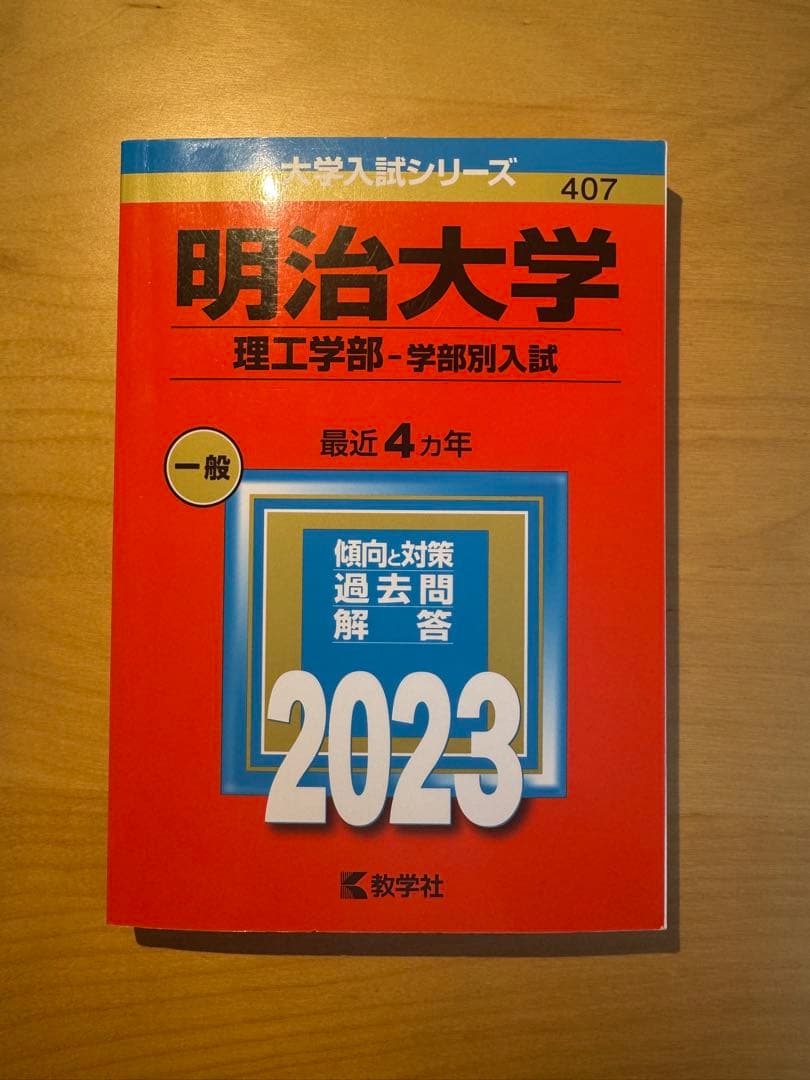 大学入試シリーズ
407
明治大学
理工学部-学部別入試
最近4カ年
一般
傾向と対策
過去問
解答
2023
教学社